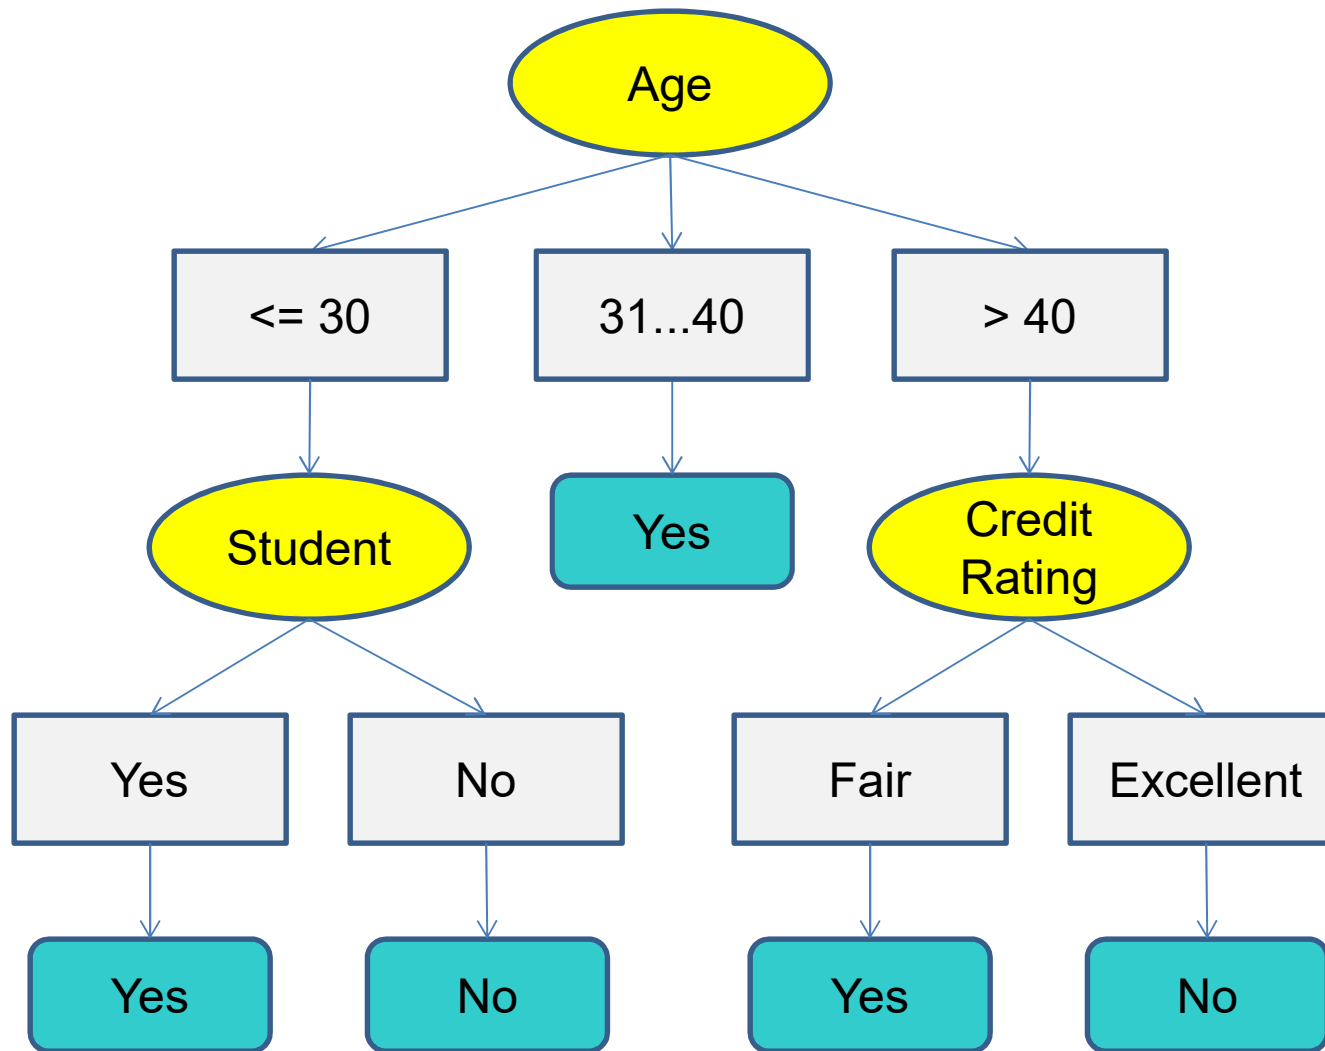 Age
<= 30
31...40
> 40
Student
Yes
Credit
Rating
Yes
No
Fair
Excellent
Yes
No
Yes
No